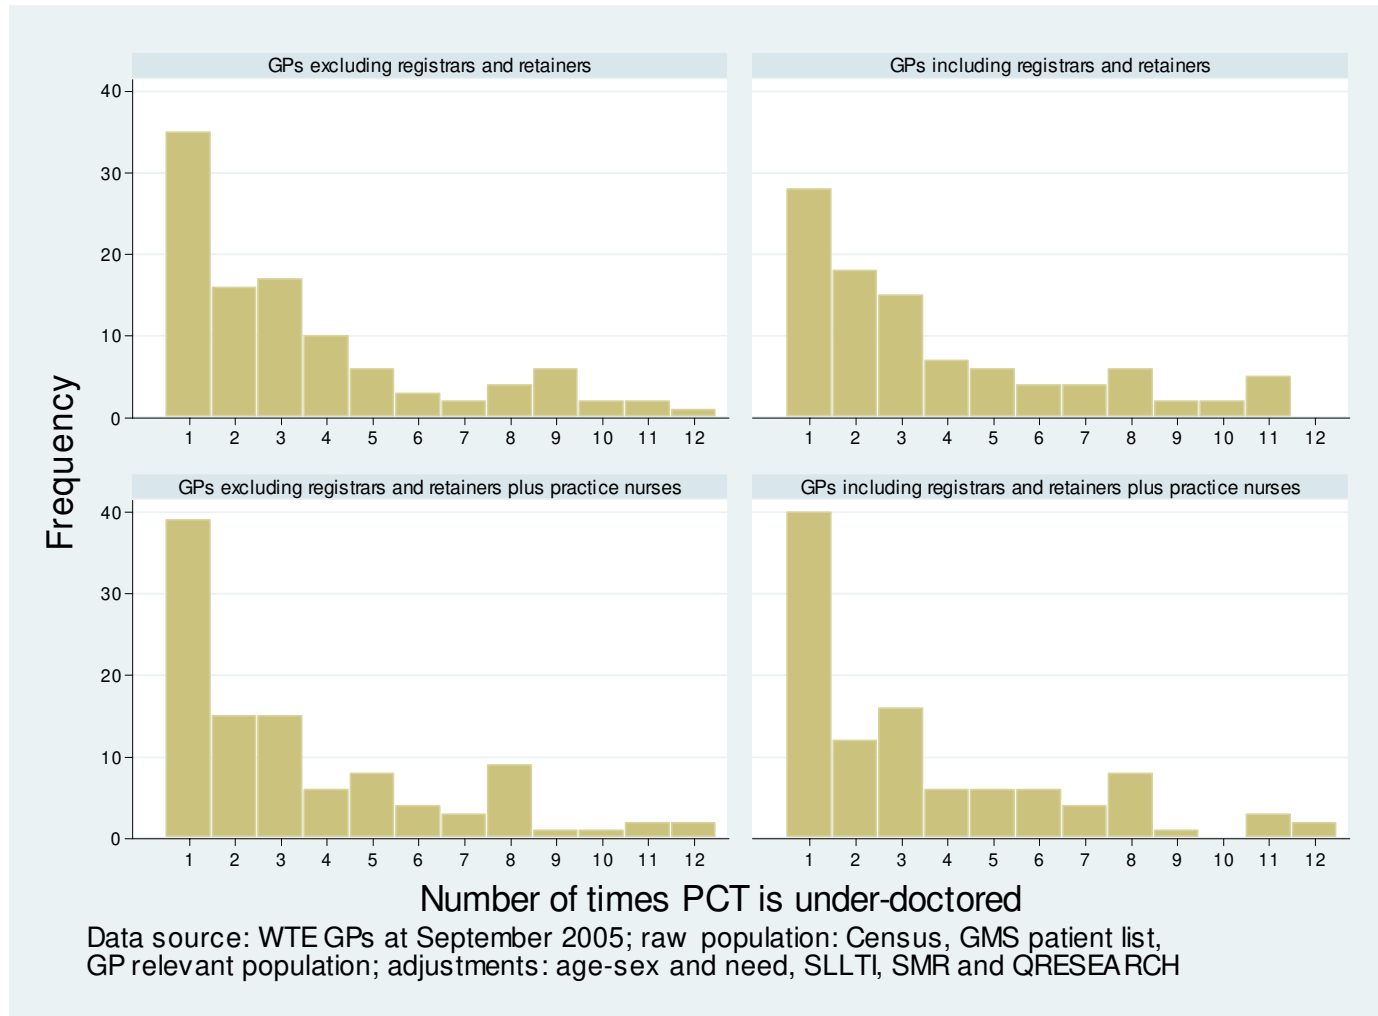 GPs excluding registrars and retainers
GPs including registrars and retainers
40
30
20
10
0
1 2 3 4 5 6 7 8 9 10 11 12
1 2 3 4 5 6 7 8 9 10 11 12
GPs excluding registrars and retainers plus practice nurses
GPs including registrars and retainers plus practice nurses
40
30
20
10
0
1 2 3 4 5 6 7 8 9 10 11 12
1 2 3 4 5 6 7 8 9 10 11 12
Frequency
Number of times PCT is under-doctored
Data source: WTE GPs at September 2005; raw population: Census, GMS patient list,
GP relevant population; adjustments: age-sex and need, SLLTI, SMR and QRESEARCH